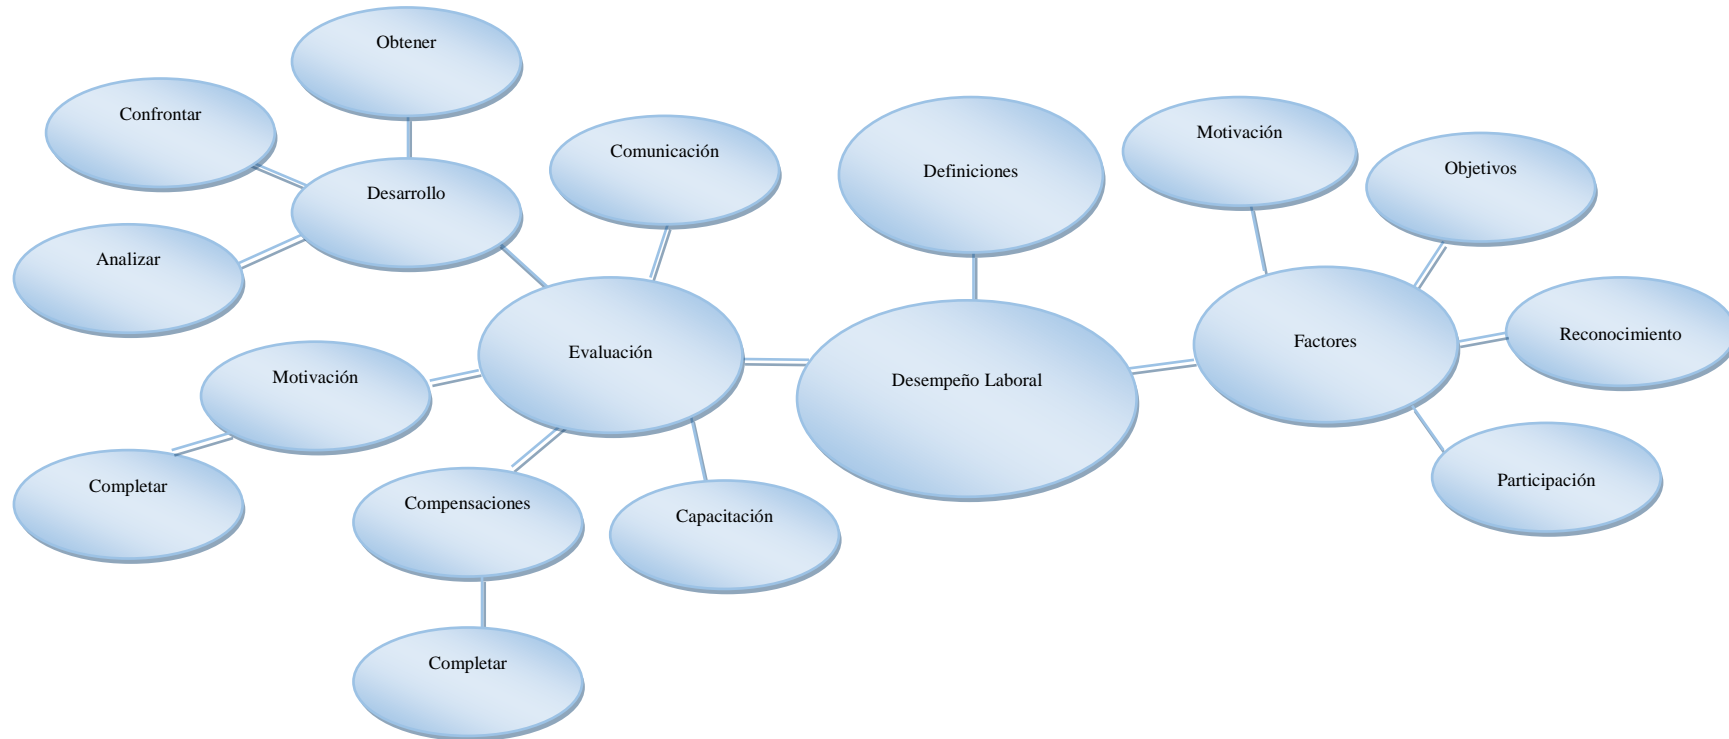 Obtener
Confrontar
Comunicación
Motivación
Objetivos
Definiciones
Desarrollo
Analizar
Evaluación
Factores
Reconocimiento
Motivación
Desempeño Laboral
Completar
Compensaciones
Capacitación
Participación
Completar